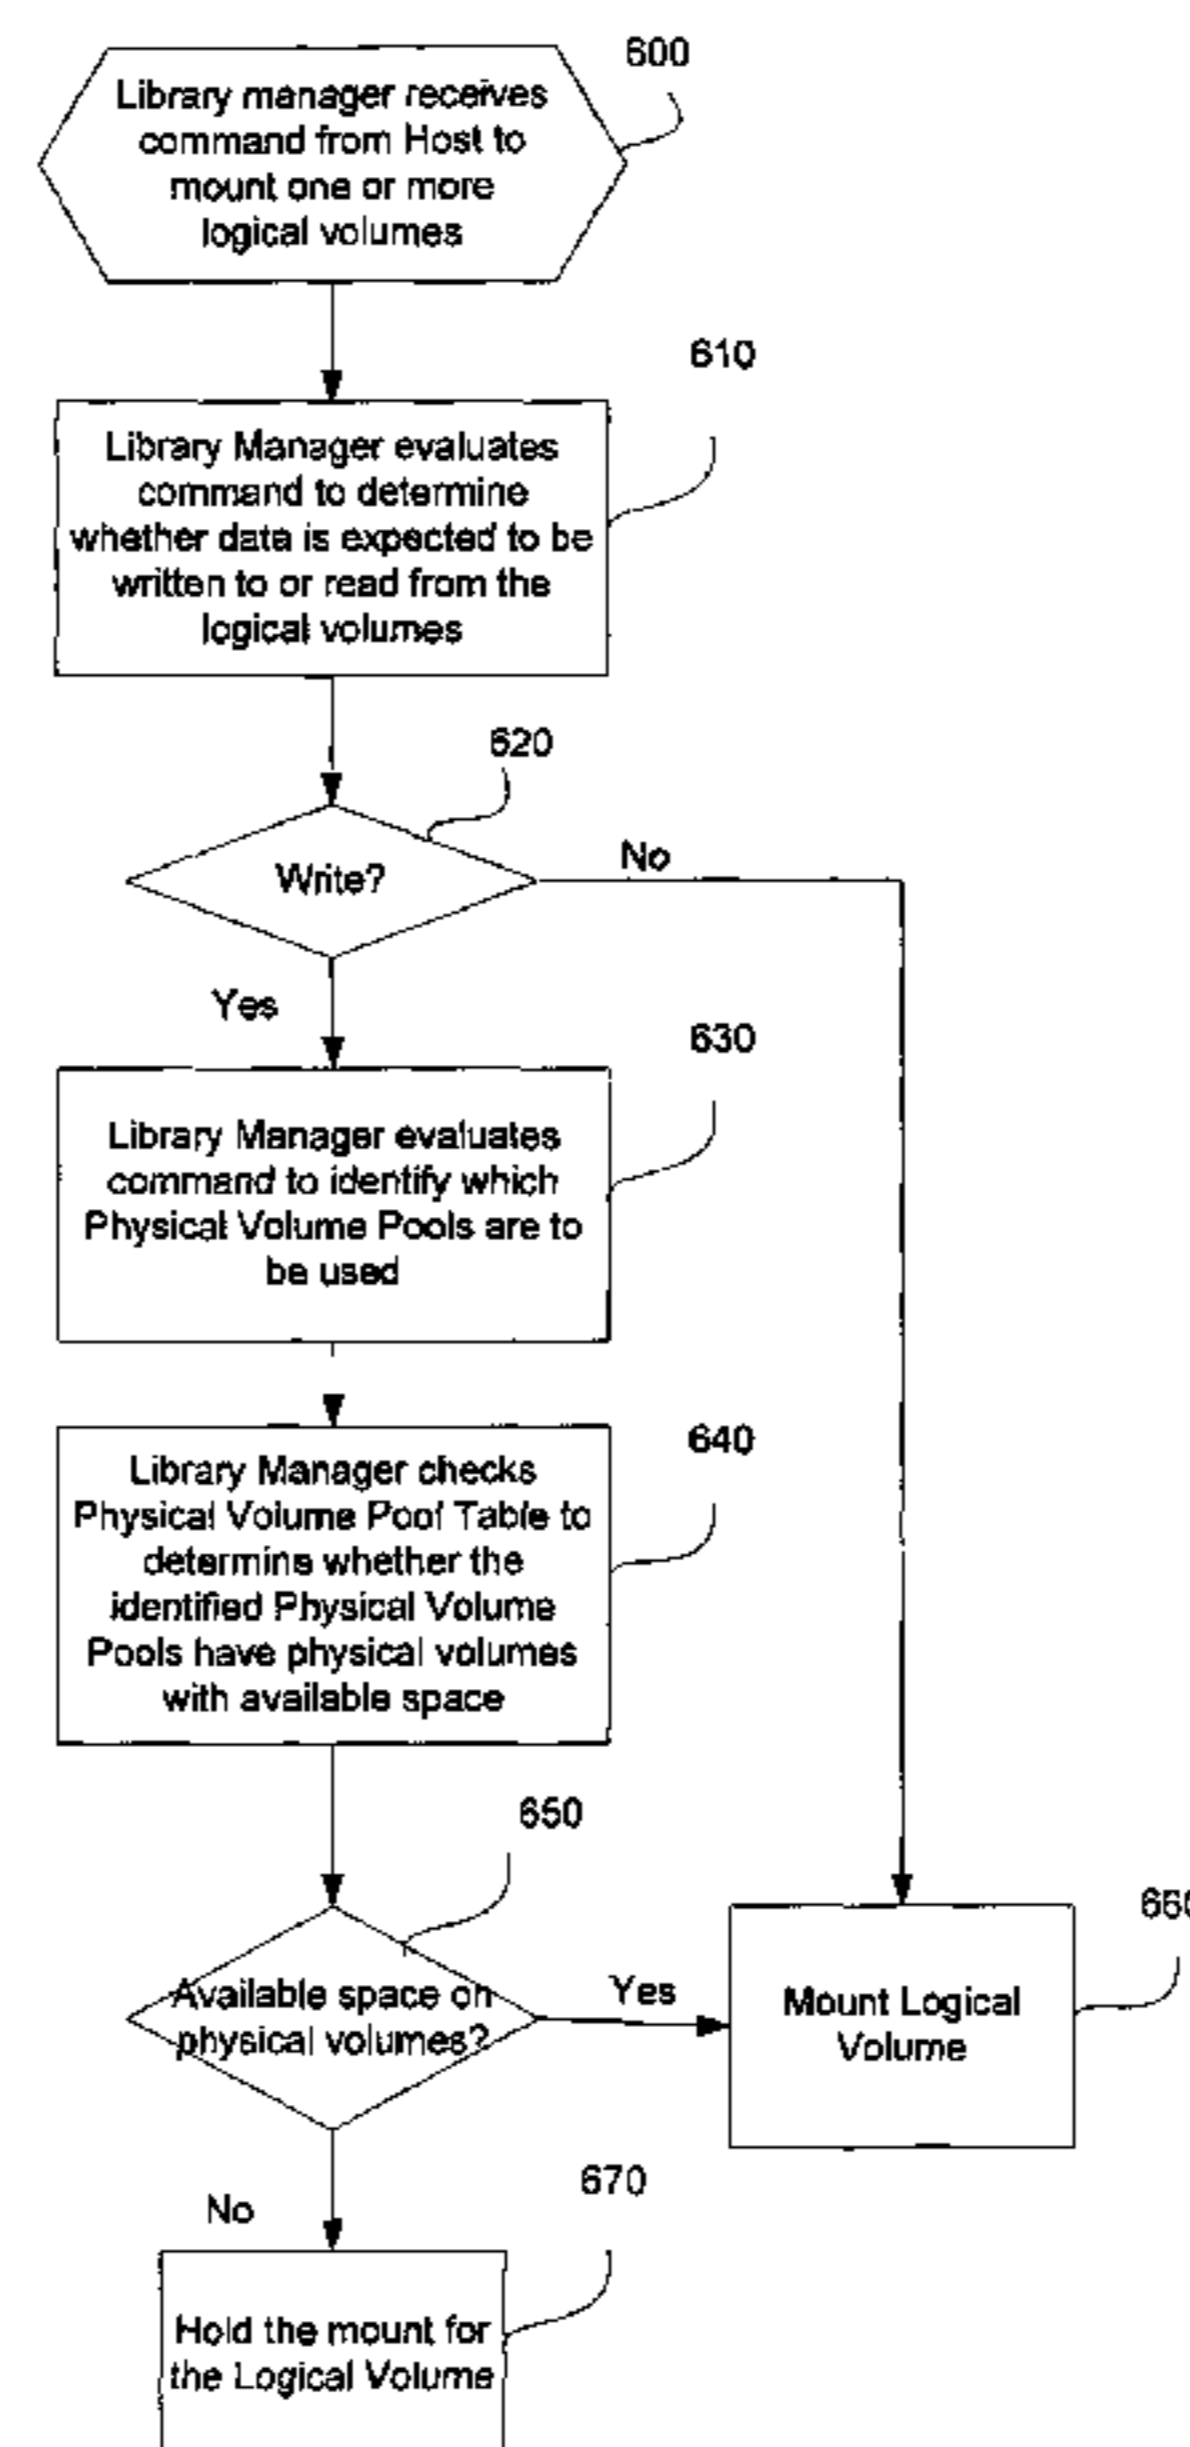 600
Library manager receives
command from Host to
mount one or more
logical volumes
610
Library Manager evaluates
command to determine
whether data is expected to be
written to or read from the
logical volumes
620
Write?
No
Yes
630
Library Manager evaluates
command to identify which
Physical Volume Pools are to
be used
640
Library Manager checks
Physical Volume Pool Table to
determine whether the
identified Physical Volume
Pools have physical volumes
with available space
650
Available space on
physical volumes?
Yes
660
Mount Logical
Volume
No
670
Hold the mount for
the Logical Volume